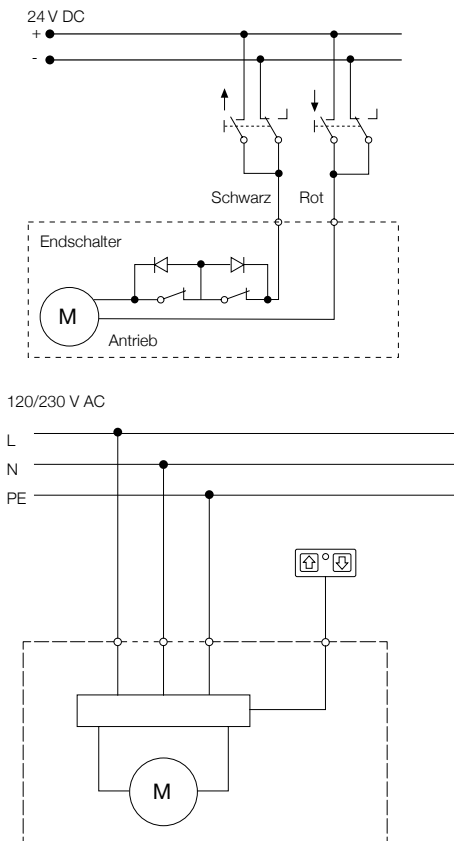 24 V DC
+
-
Schwarz Rot
Endschalter
M
Antrieb
120/230 V AC
L
N
PE
M